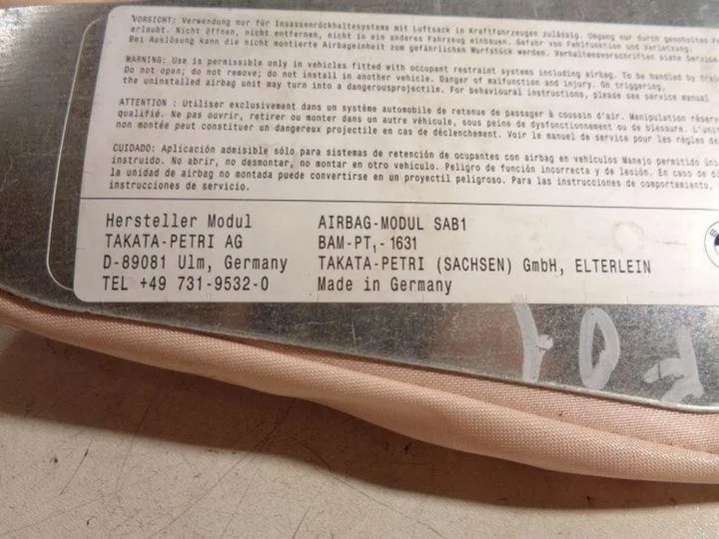 VORSICHT: Verwendung nur für Insassenrückhaltesysteme mit Luftsack in Kraftfahrzeugen zulässig. Umgang nur durch
erlaubt. Nicht öffnen, nicht entfernen, nicht in ein anderes Fahrzeug einbauen. Gefahr von Fehlfunktion und Verletzung.
Bei Auslösung kann die nicht montierte Airbageinheit zum gefährlichen Wurfstück werden. Verhaltensvorschriften siehe Service
WARNING: Use is permissible only in vehicles fitted with occupant restraint systems including airbag. To be handled by
Do not open; do not remove; do not install in another vehicle. Danger of malfunction and injury. On triggering.
the uninstalled airbag unit may turn into a dangerousprojectile. For behavioural instructions, please see service manual
ATTENTION : Utiliser exclusivement dans un système automobile de retenue de passager à coussin d'air. Manipulation
qualifié. Ne pas ouvrir, retirer ou monter dans un autre véhicule, sous peins de dysfonctionnement ou de blessure. L'
non montée peut constituer un dangereux projectile en cas de déclenchement. Voir le manuel de service pour les règles de
CUIDADO: Aplicación admisible sólo para sistemas de retención de ocupantes con airbag en vehículos Manejo permitido
instruido. No abrir, no desmontar, no montar en otro vehículo. Peligro de función incorrecta y de lesión. En caso de
la unidad de airbag no montada puede convertirse en un proyectil peligroso. Para las instrucciones de comportamiento,
instrucciones de servicio.
Hersteller Modul AIRBAG-MODUL SAB1
TAKATA-PETRI AG BAM-PT₁-1631
D-89081 Ulm, Germany TAKATA-PETRI (SACHSEN) GmbH, ELTERLEIN
TEL +49 731-9532-0 Made in Germany